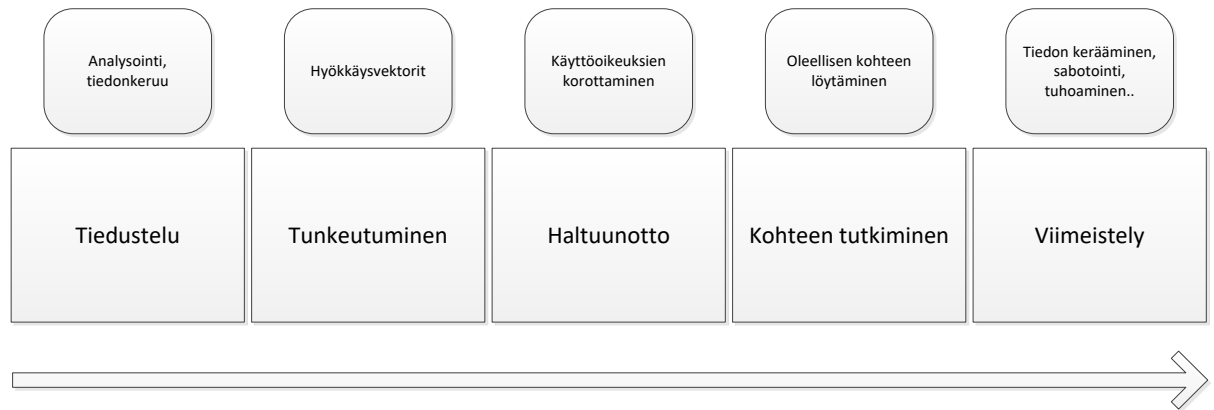 Analysointi,
tiedonkeruu
Hyökkäysvektorit
Käyttöoikeuksien
korottaminen
Oleellisen kohteen
löytäminen
Tiedon kerääminen,
sabotointi,
tuhoaminen..
Tiedustelu
Tunkeutuminen
Haltuunotto
Kohteen tutkiminen
Viimeistely